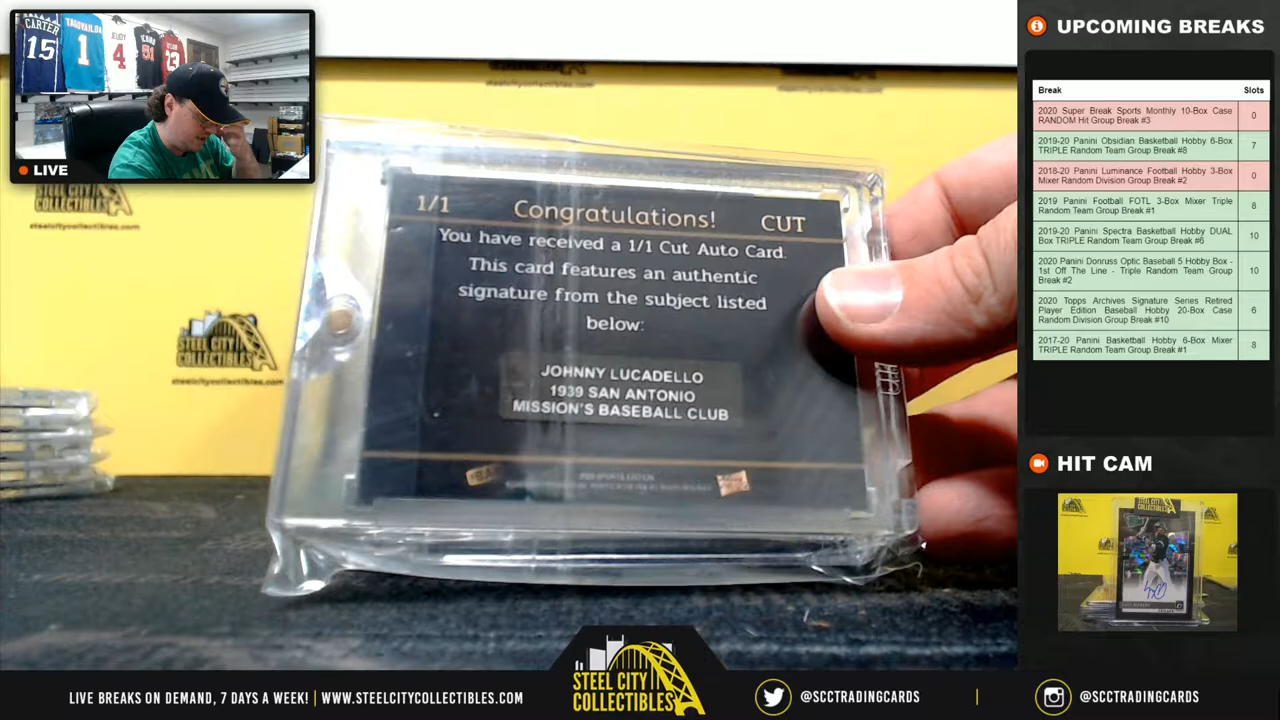 CARTER
15
TAGOVAILOA
1
JEUDY
4
23
LIVE
1/1 Congratulations! CUT
You have received a 1/1 Cut Auto Card.
This card features an authentic
signature from the subject listed
below:
JOHNNY LUCADELLO
1939 SAN ANTONIO
MISSION'S BASEBALL CLUB
steelcitycollectibles.com
UPCOMING BREAKS
Break Slots
2020 Super Break Sports Monthly 10-Box Case
RANDOM Hit Group Break #3 0
2019-20 Panini Obsidian Basketball Hobby 6-Box
TRIPLE Random Team Group Break #8 7
2018-20 Panini Luminance Football Hobby 3-Box
Mixer Random Division Group Break #2 0
2019 Panini Football FOTL 3-Box Mixer Triple
Random Team Group Break #1 8
2019-20 Panini Spectra Basketball Hobby DUAL
Box TRIPLE Random Team Group Break #6 10
2020 Panini Donruss Optic Baseball 5 Hobby Box -
1st Off The Line - Triple Random Team Group
Break #2 10
2020 Topps Archives Signature Series Retired
Player Edition Baseball Hobby 20-Box Case
Random Division Group Break #10 6
2017-20 Panini Basketball Hobby 6-Box Mixer
TRIPLE Random Team Group Break #1 8
HIT CAM
STEEL CITY
COLLECTIBLES
LIVE BREAKS ON DEMAND, 7 DAYS A WEEK! | WWW.STEELCITYCOLLECTIBLES.COM
STEEL CITY
COLLECTIBLES
@SCCTRADINGCARDS | @SCCTRADINGCARDS